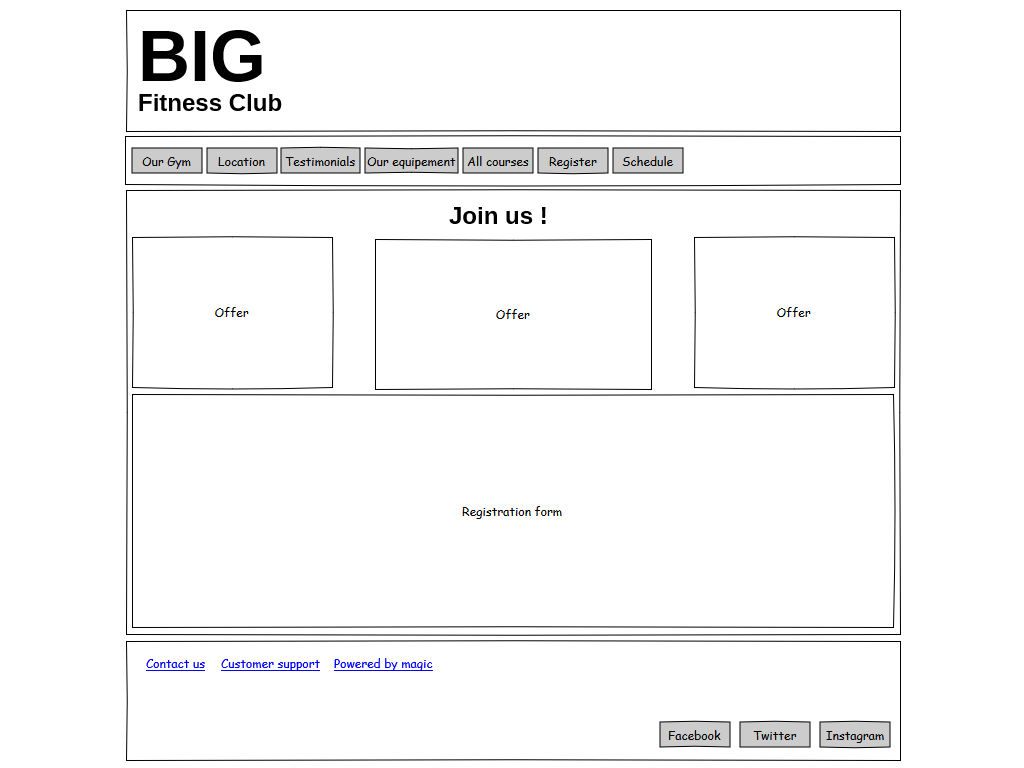 BIG
Fitness Club
Our Gym Location Testimonials Our equipement All courses Register Schedule
Join us !
Offer Offer Offer
Registration form
Contact us Customer support Powered by magic
Facebook Twitter Instagram